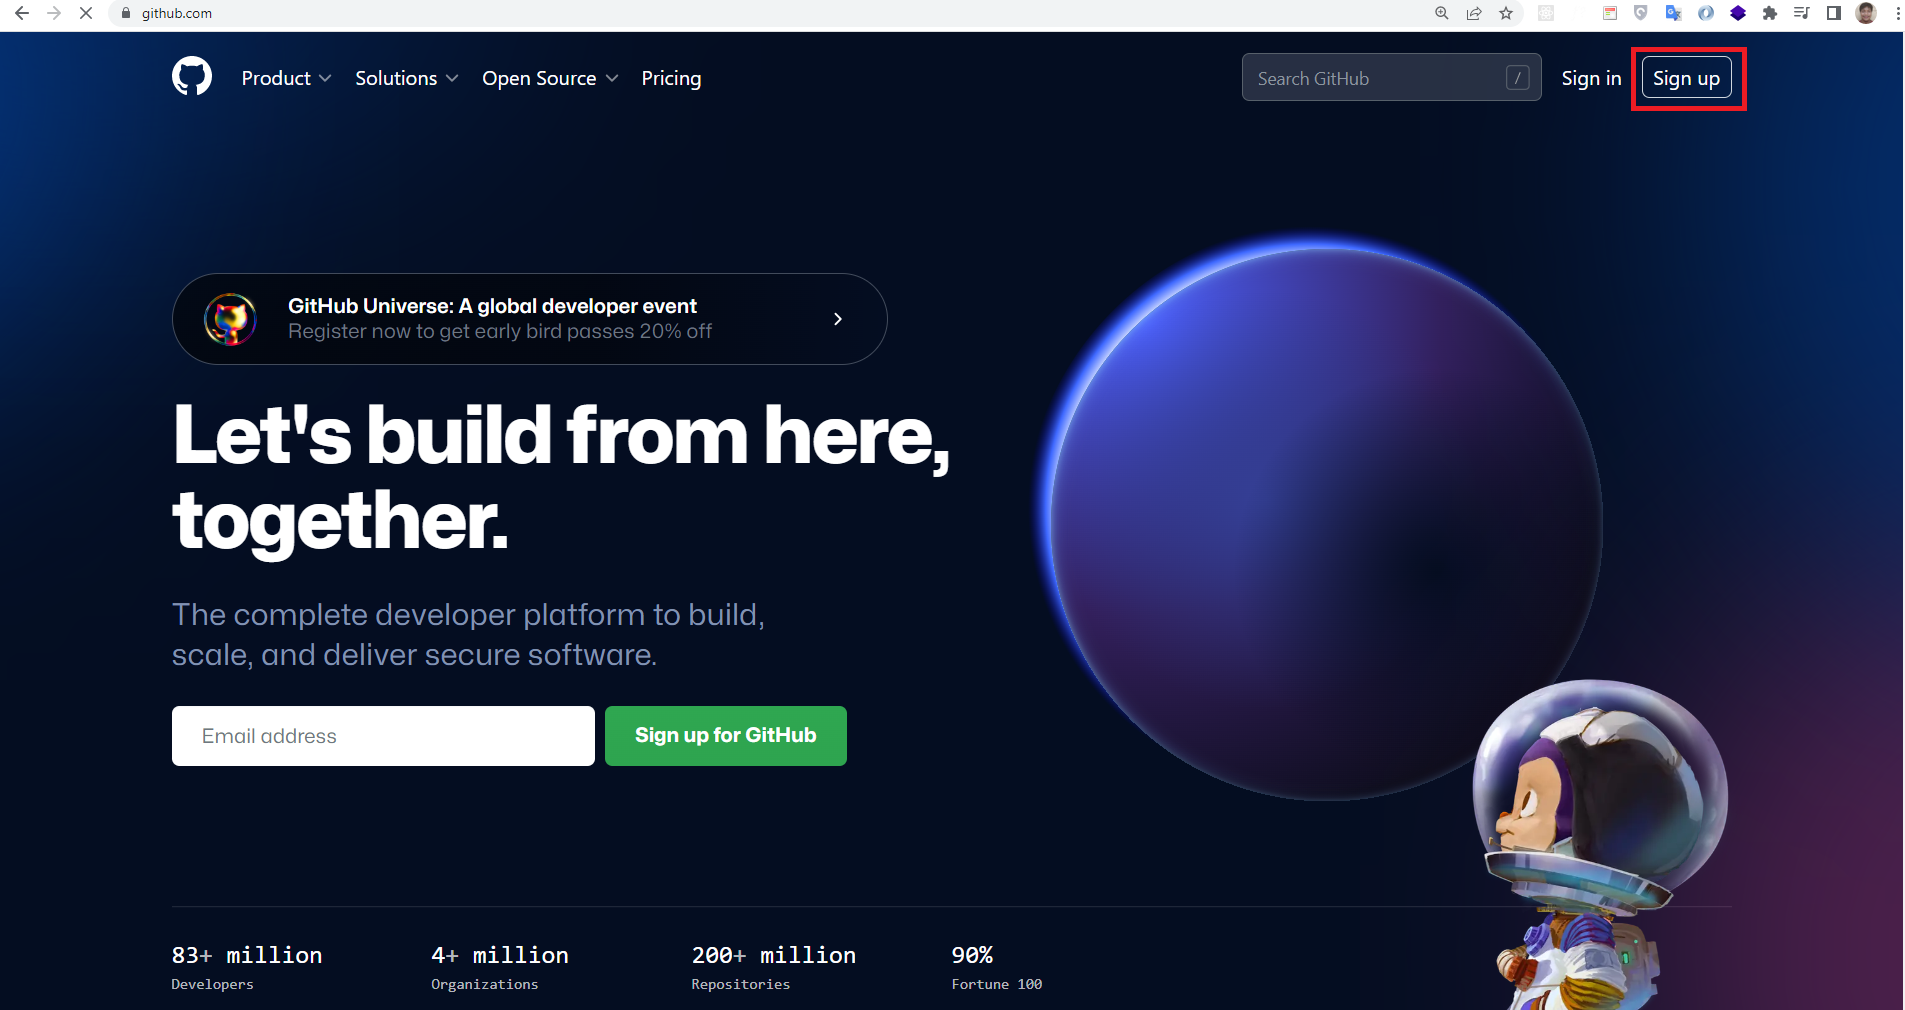 github.com
Product
Solutions
Open Source
Pricing
Search GitHub
/
Sign in
Sign up
GitHub Universe: A global developer event
Register now to get early bird passes 20% off
Let's build from here,
together.
The complete developer platform to build,
scale, and deliver secure software.
Email address
Sign up for GitHub
83+ million
Developers
4+ million
Organizations
200+ million
Repositories
90%
Fortune 100